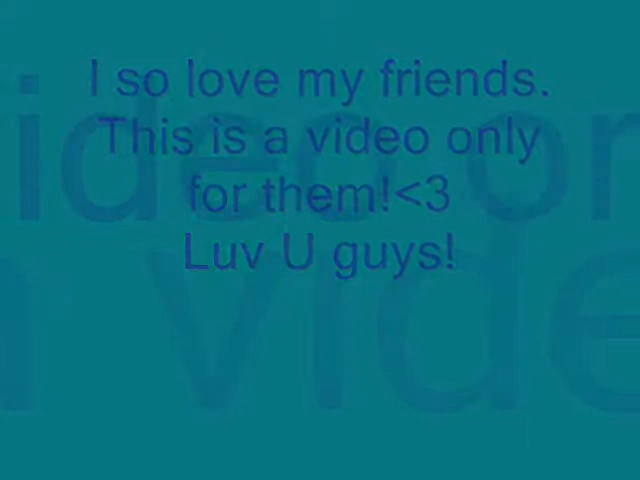 I so love my friends.
This is a video only
for them!<3
Luv U guys!